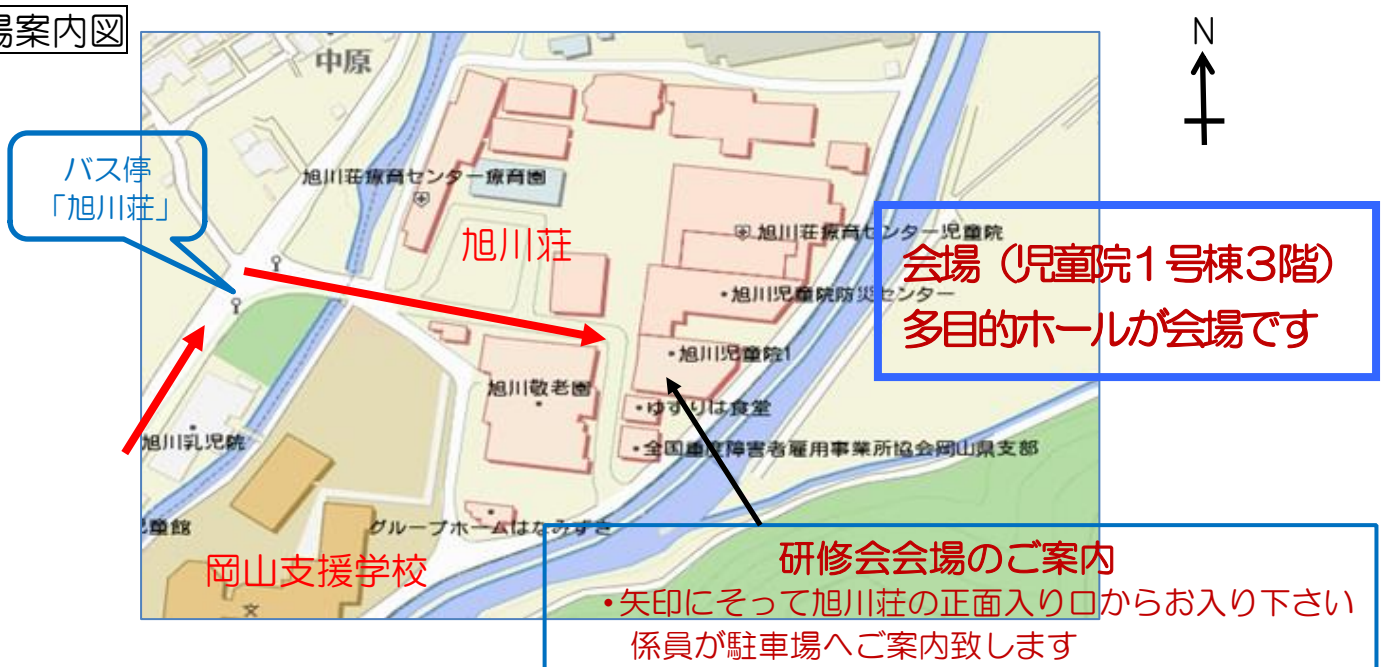 場案内図
N
中原
バス停
「旭川荘」
旭川荘療育センター療育園
旭川荘
旭川荘療育センター児童院
会場（児童院１号棟３階）
多目的ホールが会場です
・旭川児童院防災センター
・旭川児童院1
旭川敬老園
・ゆずりは食堂
・全国重度障害者雇用事業所協会岡山県支部
旭川乳児院
児童館
グループホームはなみずき
岡山支援学校
文
研修会会場のご案内
・矢印にそって旭川荘の正面入り口からお入り下さい
係員が駐車場へご案内致します